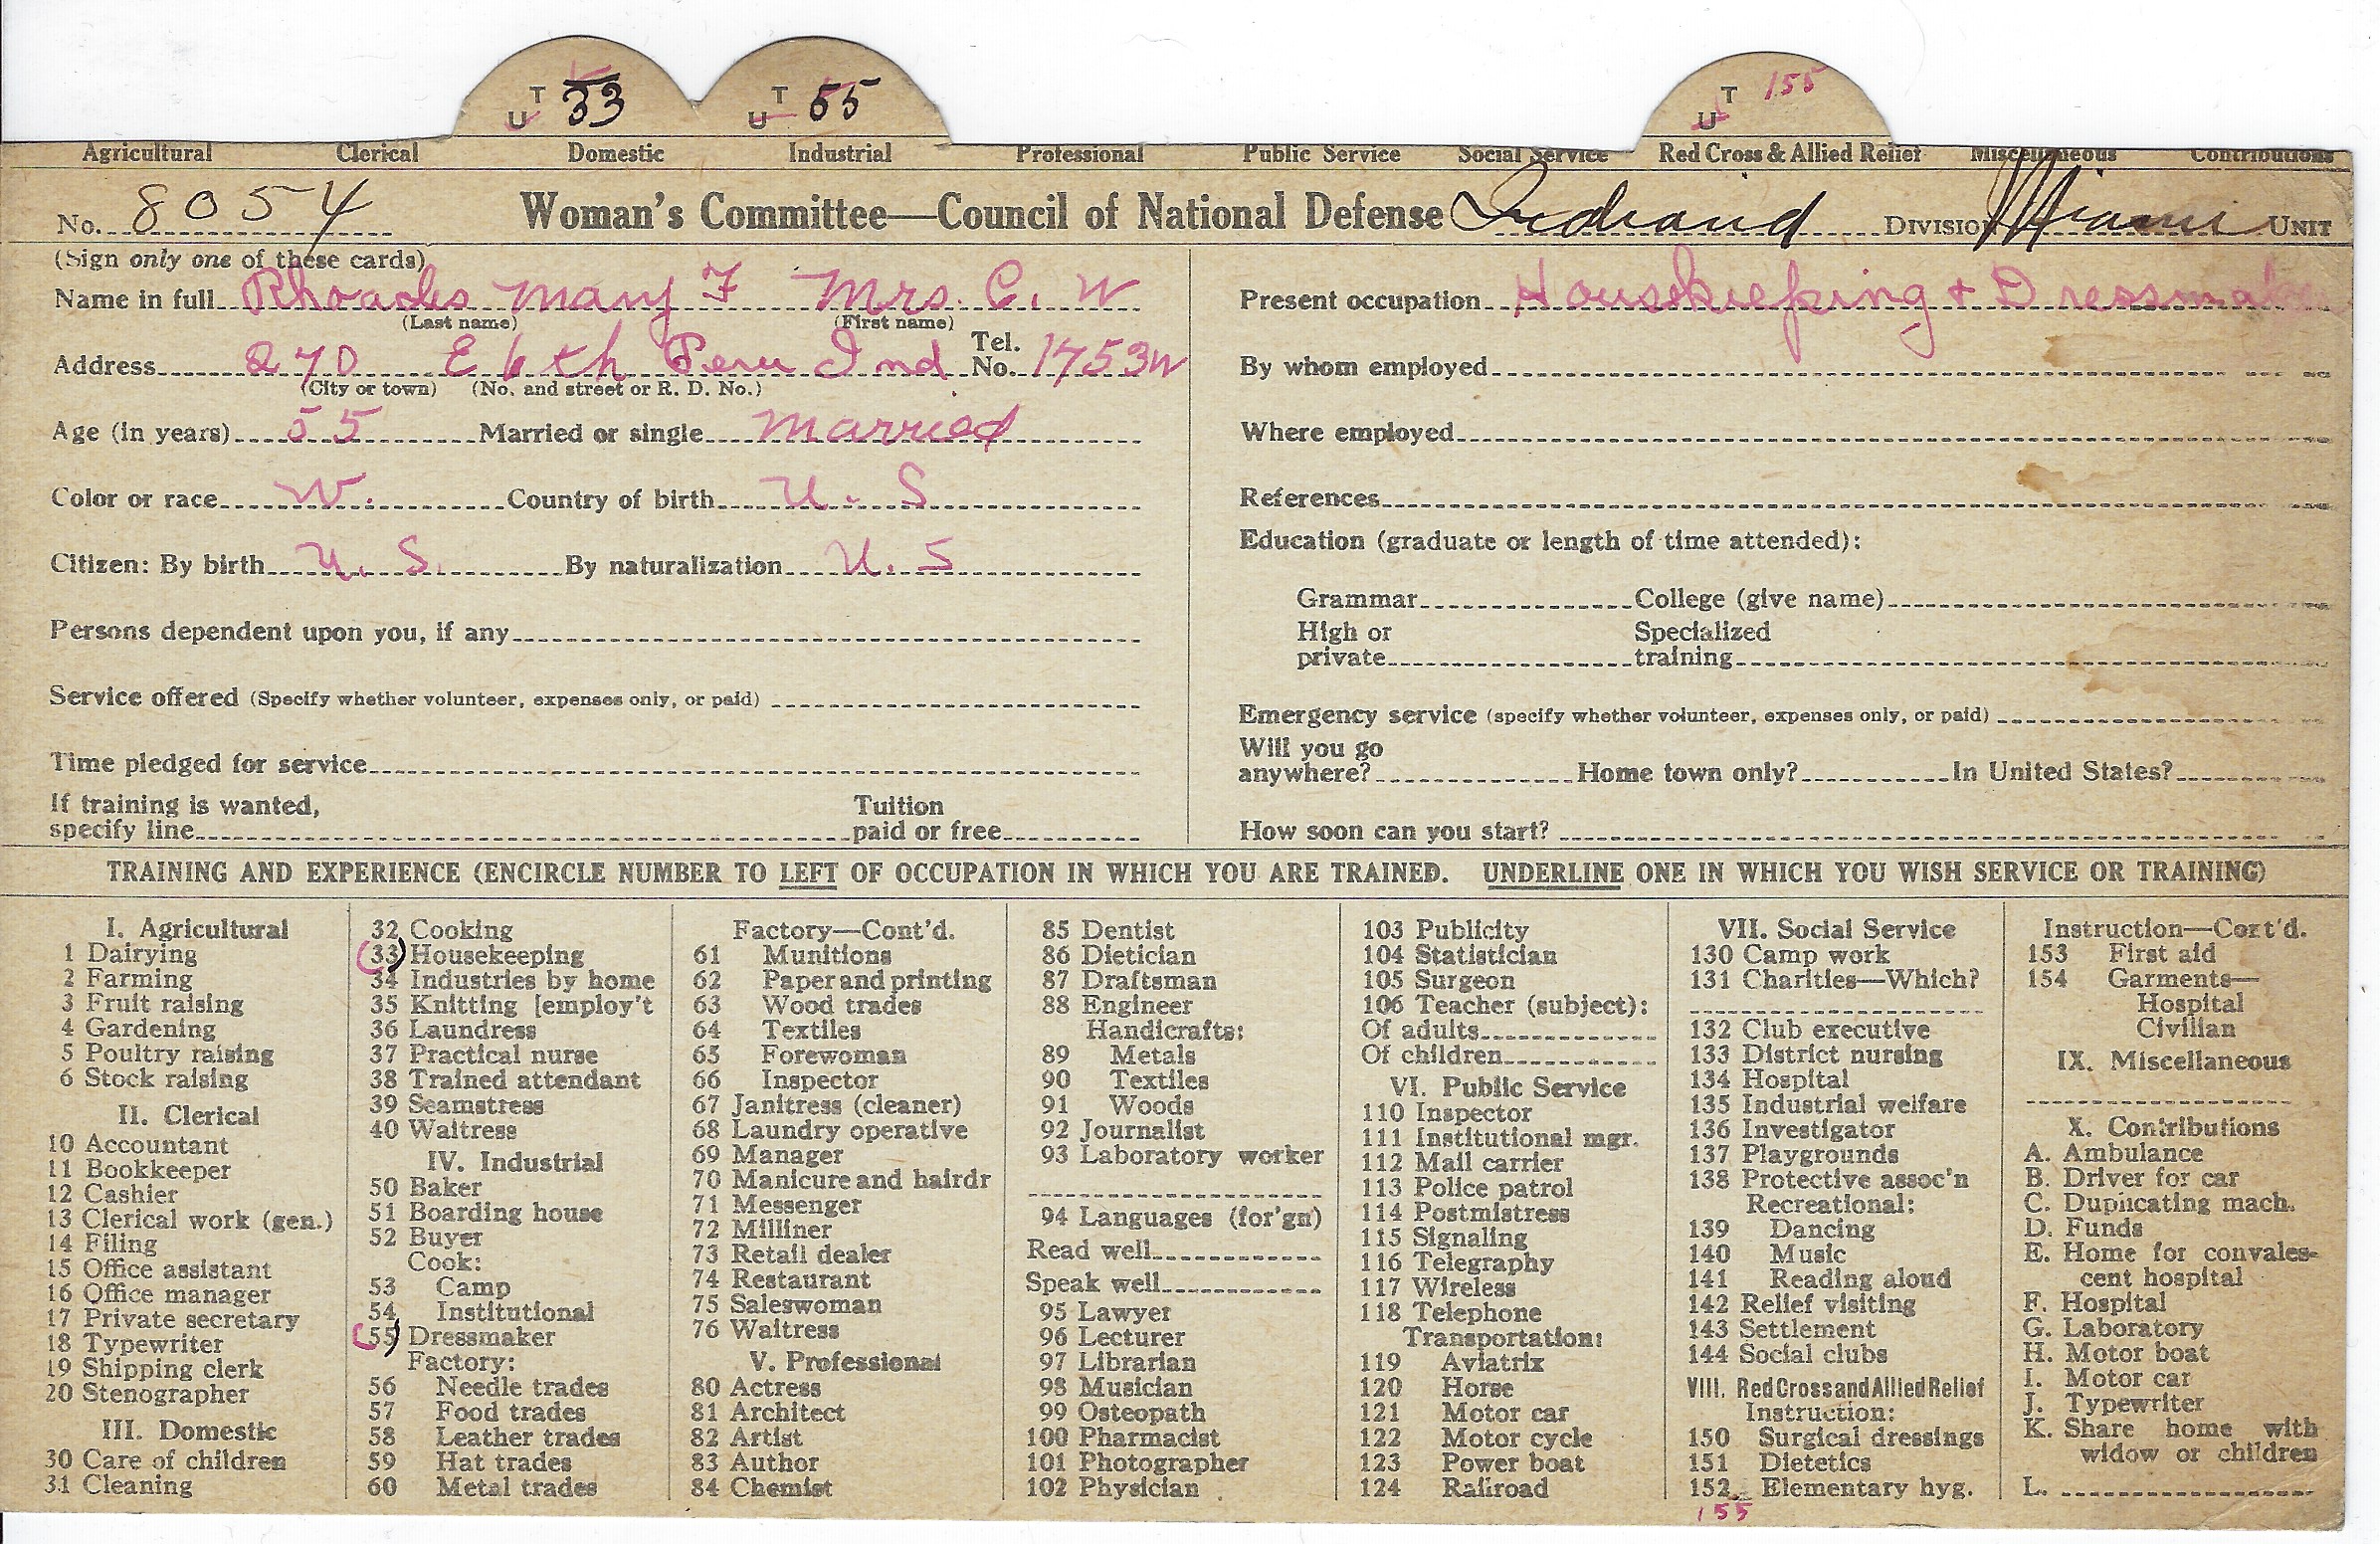 T 33 T 55 T 155
U U U
Agricultural Clerical Domestic Industrial Professional Public Service Social Service Red Cross & Allied Relief Miscellaneous Contributions
No. 8054 Woman's Committee—Council of National Defense Indiana DIVISION Miami UNIT
(Sign only one of these cards)
Name in full Rhoades Mary F Mrs. C. W
(Last name) (First name)
Address 270 E 6th Peru Ind Tel. No. 1753W
(City or town) (No. and street or R. D. No.)
Age (in years) 55 Married or single Married
Color or race W. Country of birth U. S
Citizen: By birth U. S. By naturalization U. S
Persons dependent upon you, if any
Service offered (Specify whether volunteer, expenses only, or paid)
Time pledged for service
If training is wanted,
specify line Tuition paid or free
Present occupation Housekeeping + Dressmaker
By whom employed
Where employed
References
Education (graduate or length of time attended):
Grammar College (give name)
High or private Specialized training
Emergency service (specify whether volunteer, expenses only, or paid)
Will you go
anywhere? Home town only? In United States?
How soon can you start?
TRAINING AND EXPERIENCE (ENCIRCLE NUMBER TO LEFT OF OCCUPATION IN WHICH YOU ARE TRAINED. UNDERLINE ONE IN WHICH YOU WISH SERVICE OR TRAINING)
I. Agricultural
1 Dairying
2 Farming
3 Fruit raising
4 Gardening
5 Poultry raising
6 Stock raising
II. Clerical
10 Accountant
11 Bookkeeper
12 Cashier
13 Clerical work (gen.)
14 Filing
15 Office assistant
16 Office manager
17 Private secretary
18 Typewriter
19 Shipping clerk
20 Stenographer
III. Domestic
30 Care of children
31 Cleaning
32 Cooking
(33) Housekeeping
34 Industries by home
35 Knitting [employ't
36 Laundress
37 Practical nurse
38 Trained attendant
39 Seamstress
40 Waitress
IV. Industrial
50 Baker
51 Boarding house
52 Buyer
Cook:
53 Camp
54 Institutional
(55) Dressmaker
Factory:
56 Needle trades
57 Food trades
58 Leather trades
59 Hat trades
60 Metal trades
Factory—Cont'd.
61 Munitions
62 Paper and printing
63 Wood trades
64 Textiles
65 Forewoman
66 Inspector
67 Janitress (cleaner)
68 Laundry operative
69 Manager
70 Manicure and hairdr
71 Messenger
72 Milliner
73 Retail dealer
74 Restaurant
75 Saleswoman
76 Waitress
V. Professional
80 Actress
81 Architect
82 Artist
83 Author
84 Chemist
85 Dentist
86 Dietician
87 Draftsman
88 Engineer
Handicrafts:
89 Metals
90 Textiles
91 Woods
92 Journalist
93 Laboratory worker
94 Languages (for'gn)
Read well
Speak well
95 Lawyer
96 Lecturer
97 Librarian
98 Musician
99 Osteopath
100 Pharmacist
101 Photographer
102 Physician
103 Publicity
104 Statistician
105 Surgeon
106 Teacher (subject):
Of adults
Of children
VI. Public Service
110 Inspector
111 Institutional mgr.
112 Mail carrier
113 Police patrol
114 Postmistress
115 Signaling
116 Telegraphy
117 Wireless
118 Telephone
Transportation:
119 Aviatrix
120 Horse
121 Motor car
122 Motor cycle
123 Power boat
124 Railroad
VII. Social Service
130 Camp work
131 Charities—Which?
132 Club executive
133 District nursing
134 Hospital
135 Industrial welfare
136 Investigator
137 Playgrounds
138 Protective assoc'n
Recreational:
139 Dancing
140 Music
141 Reading aloud
142 Relief visiting
143 Settlement
144 Social clubs
VIII. Red Cross and Allied Relief
Instruction:
150 Surgical dressings
151 Dietetics
152 Elementary hyg.
155
Instruction—Cont'd.
153 First aid
154 Garments—
Hospital
Civilian
IX. Miscellaneous
X. Contributions
A. Ambulance
B. Driver for car
C. Duplicating mach.
D. Funds
E. Home for convales-
cent hospital
F. Hospital
G. Laboratory
H. Motor boat
I. Motor car
J. Typewriter
K. Share home with
widow or children
L.